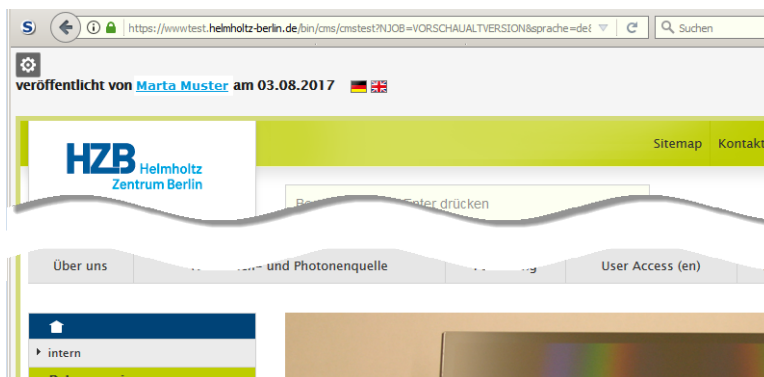 https://wwwtest.helmholtz-berlin.de/bin/cms/cmstest?NJOB=VORSCHAUALTVERSION&sprache=de&
Suchen
veröffentlicht von Marta Muster am 03.08.2017
Sitemap Kontakt
HZB Helmholtz
Zentrum Berlin
Enter drücken
Über uns
und Photonenquelle
User Access (en)
intern